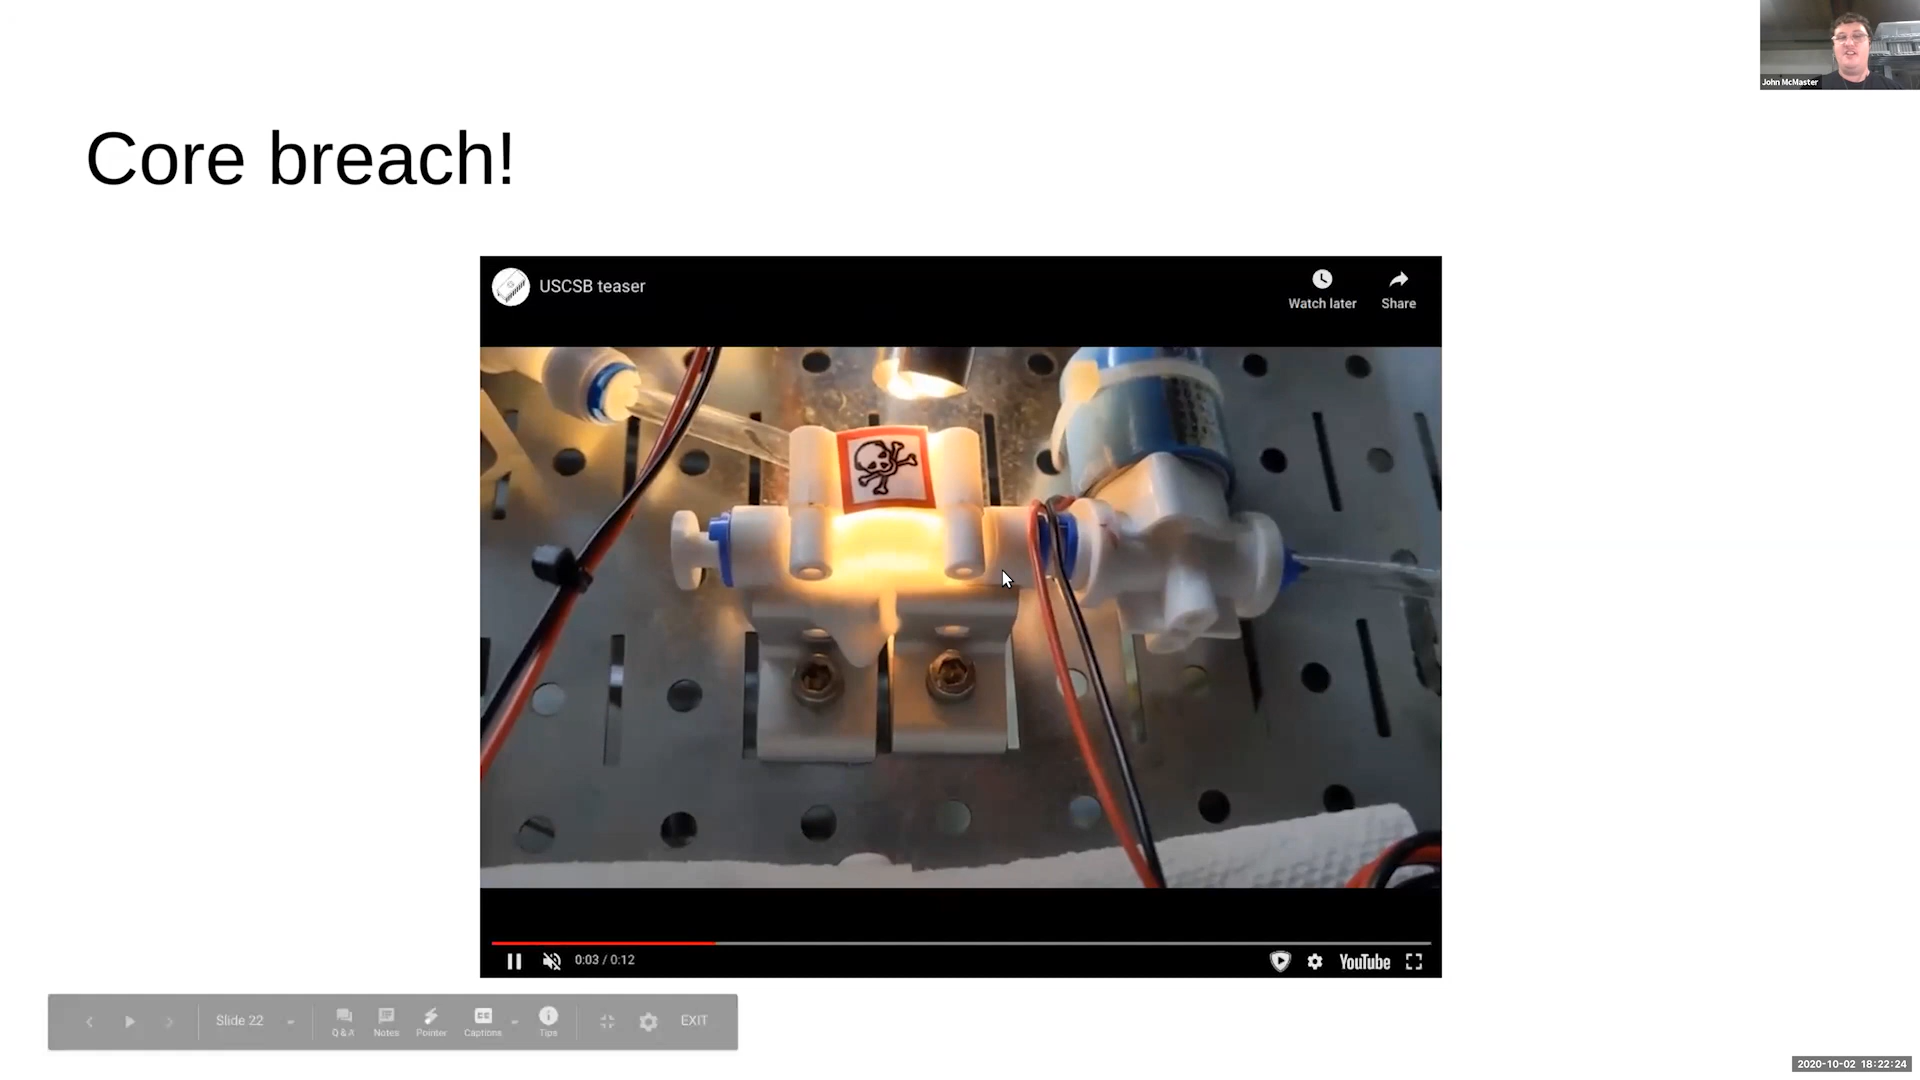 John McMaster
Core breach!
USCSB teaser
Watch later
Share
0:03 / 0:12
YouTube
Slide 22
Q&A
Notes
Pointer
CC
Captions
Tips
EXIT
2020-10-02 18:22:24